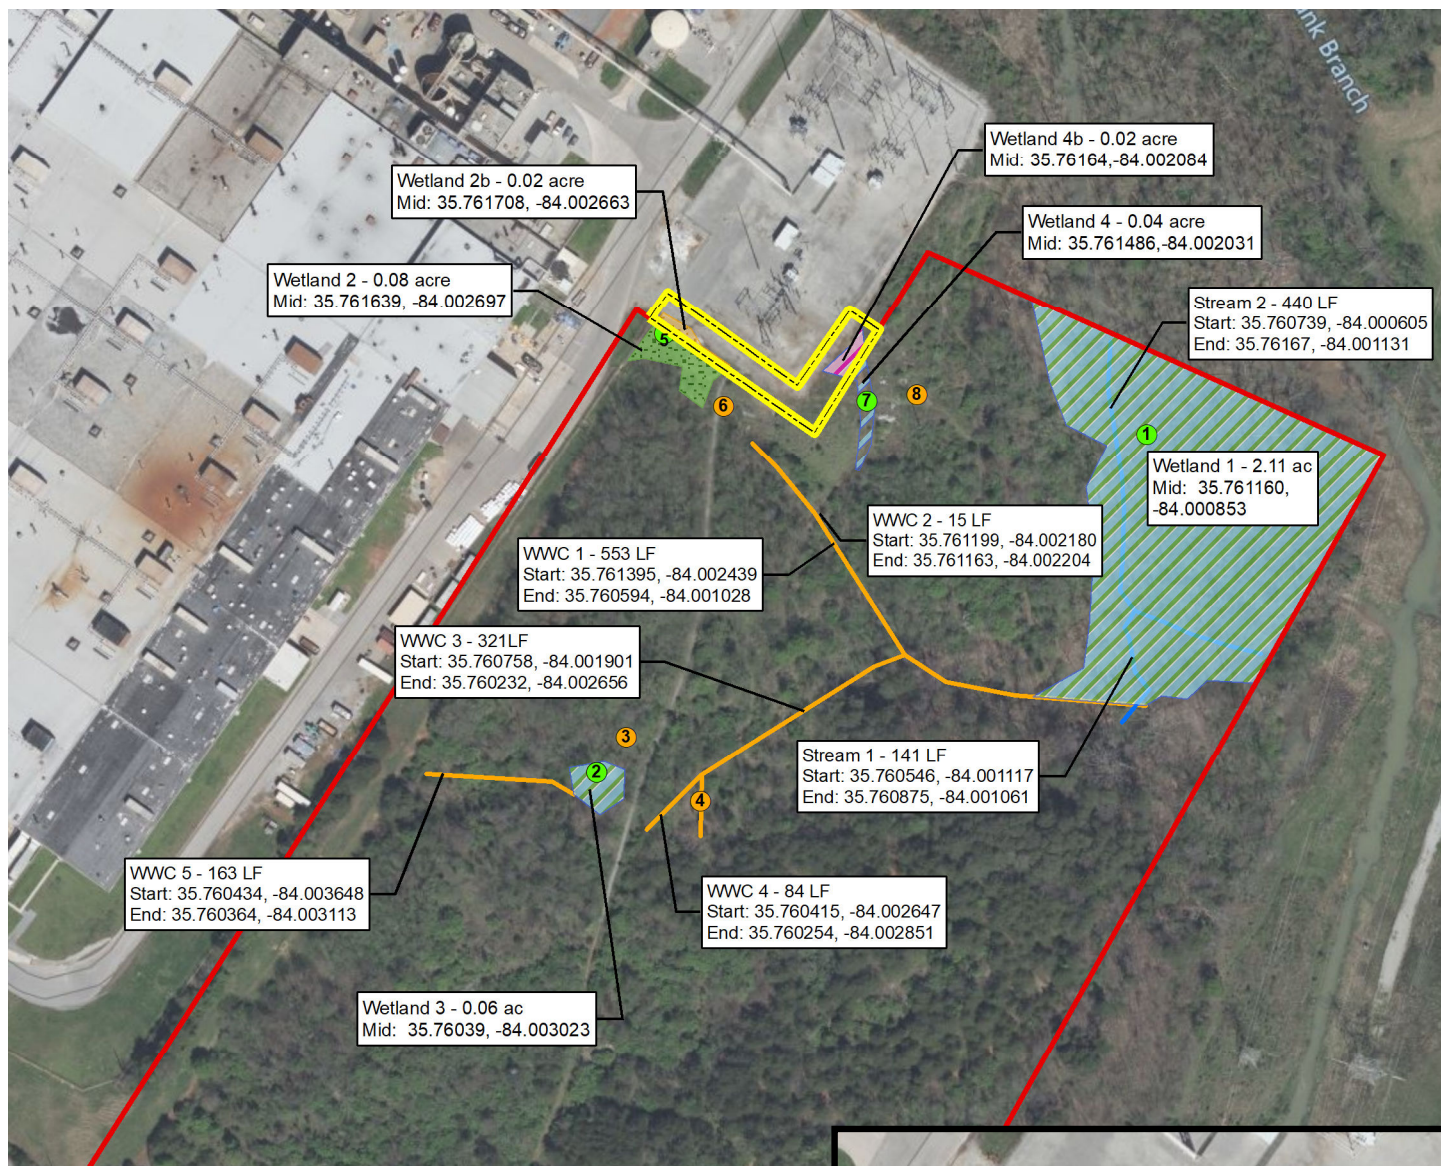 unk Branch
Wetland 4b - 0.02 acre
Mid: 35.76164,-84.002084
Wetland 2b - 0.02 acre
Mid: 35.761708, -84.002663
Wetland 4 - 0.04 acre
Mid: 35.761486,-84.002031
Wetland 2 - 0.08 acre
Mid: 35.761639, -84.002697
Stream 2 - 440 LF
Start: 35.760739, -84.000605
End: 35.76167, -84.001131
5
6
7
8
1
Wetland 1 - 2.11 ac
Mid: 35.761160,
-84.000853
WWC 2 - 15 LF
Start: 35.761199, -84.002180
End: 35.761163, -84.002204
WWC 1 - 553 LF
Start: 35.761395, -84.002439
End: 35.760594, -84.001028
WWC 3 - 321LF
Start: 35.760758, -84.001901
End: 35.760232, -84.002656
3
2
4
Stream 1 - 141 LF
Start: 35.760546, -84.001117
End: 35.760875, -84.001061
WWC 5 - 163 LF
Start: 35.760434, -84.003648
End: 35.760364, -84.003113
WWC 4 - 84 LF
Start: 35.760415, -84.002647
End: 35.760254, -84.002851
Wetland 3 - 0.06 ac
Mid: 35.76039, -84.003023